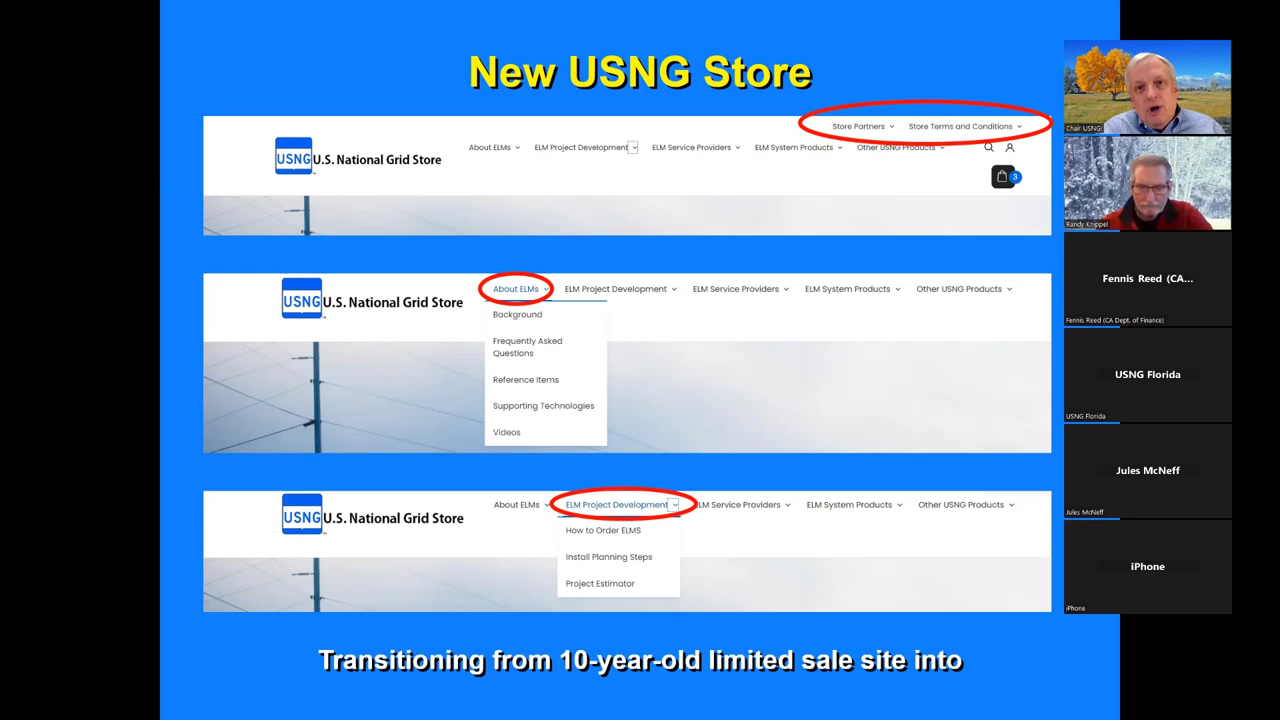 New USNG Store
Store Partners
Store Terms and Conditions
USNG
U.S. National Grid Store
About ELMs
ELM Project Development
ELM Service Providers
ELM System Products
Other USNG Products
3
USNG
U.S. National Grid Store
About ELMs
ELM Project Development
ELM Service Providers
ELM System Products
Other USNG Products
Background
Frequently Asked
Questions
Reference Items
Supporting Technologies
Videos
USNG
U.S. National Grid Store
About ELMs
ELM Project Development
ELM Service Providers
ELM System Products
Other USNG Products
How to Order ELMS
Install Planning Steps
Project Estimator
Transitioning from 10-year-old limited sale site into
Chair USNG
Randy Knippel
Fennis Reed (CA...
Fennis Reed (CA Dept. of Finance)
USNG Florida
USNG Florida
Jules McNeff
Jules McNeff
iPhone
iPhone